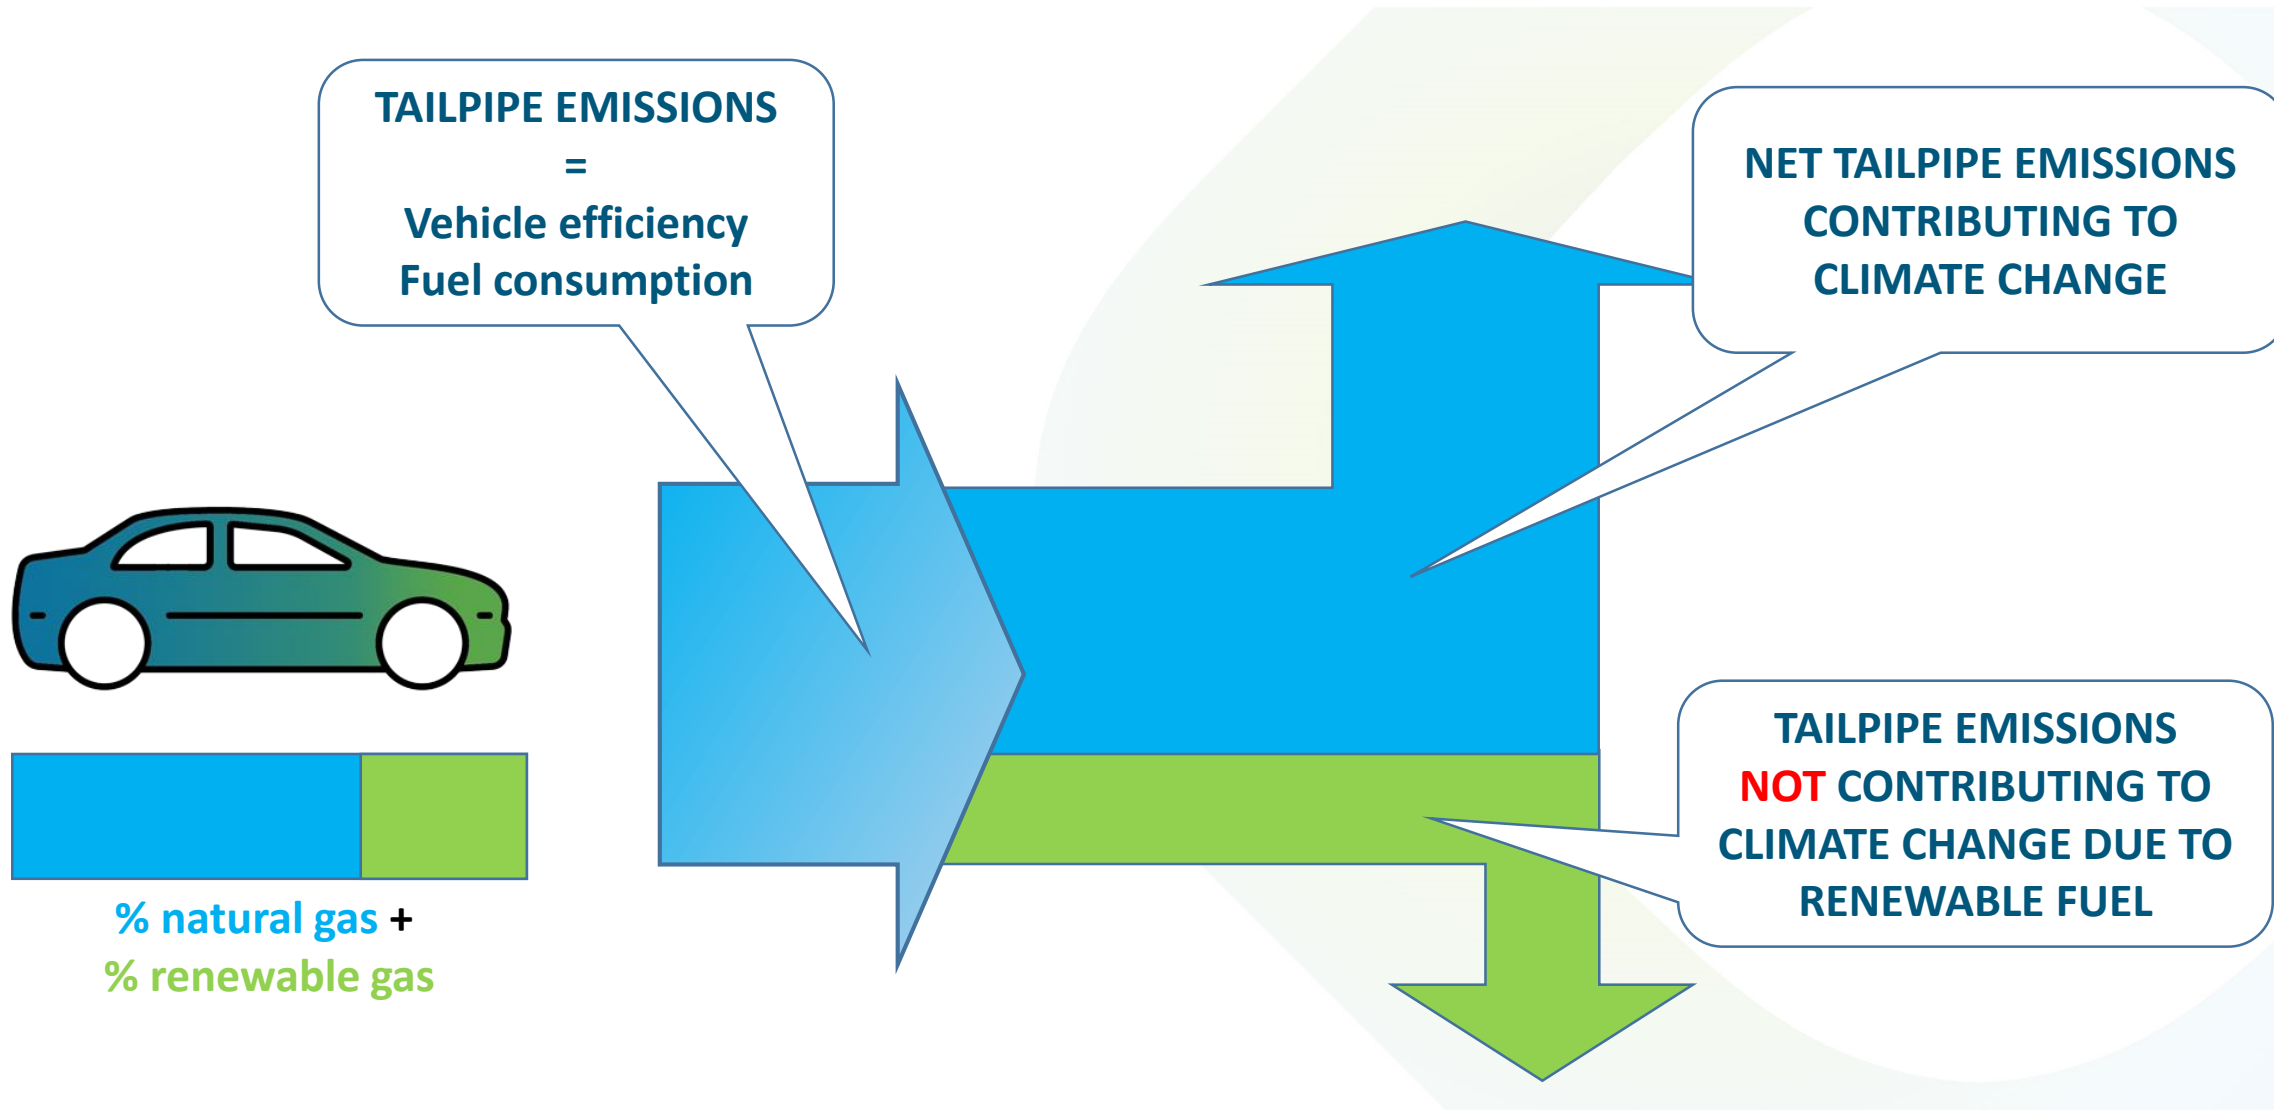 TAILPIPE EMISSIONS
=
Vehicle efficiency
Fuel consumption
NET TAILPIPE EMISSIONS
CONTRIBUTING TO
CLIMATE CHANGE
TAILPIPE EMISSIONS
NOT CONTRIBUTING TO
CLIMATE CHANGE DUE TO
RENEWABLE FUEL
% natural gas +
% renewable gas